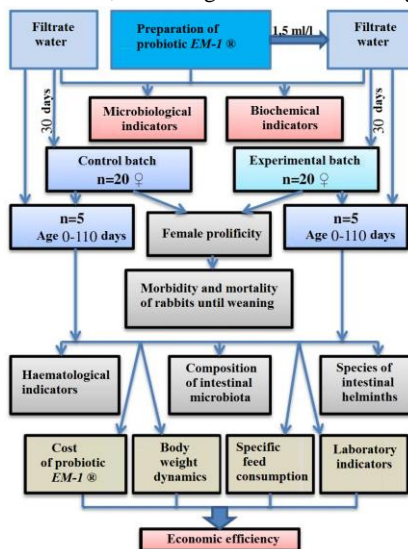 Filtrate
water
Preparation of
probiotic EM-1 ®
1,5 ml/l
Filtrate
water
30 days
Microbiological
indicators
Biochemical
indicators
30 days
Control batch
n=20 ♀
Experimental batch
n=20 ♀
n=5
Age 0-110 days
Female prolificity
n=5
Age 0-110 days
Morbidity and mortality
of rabbits until weaning
Haematological
indicators
Composition
of intestinal
microbiota
Species of
intestinal
helminths
Cost
of probiotic
EM-1 ®
Body
weight
dynamics
Specific
feed
consumption
Laboratory
indicators
Economic efficiency